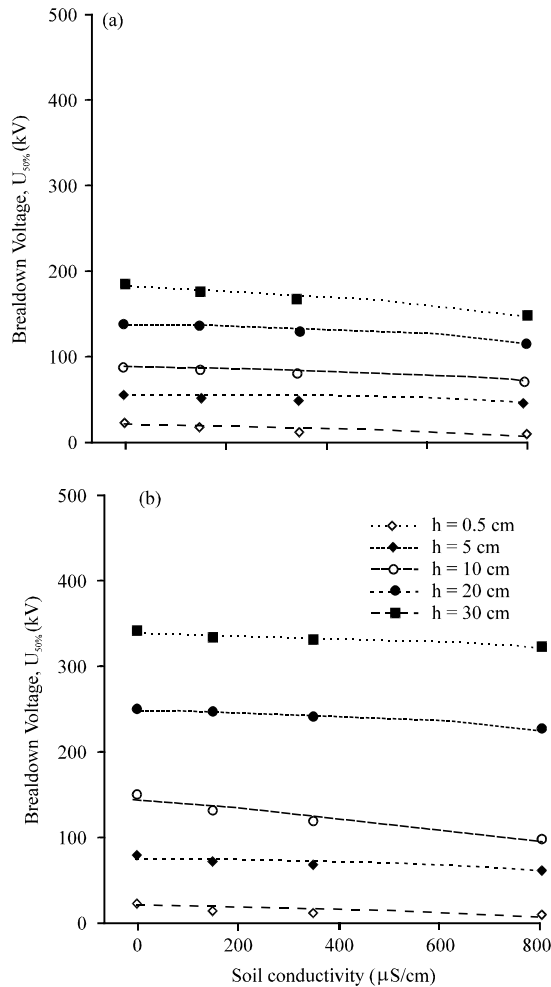 (a)
500
400
300
200
100
0
Brealdown Voltage, U50% (kV)
(b)
500
400
300
200
100
0
Brealdown Voltage, U50% (kV)
h = 0.5 cm
h = 5 cm
h = 10 cm
h = 20 cm
h = 30 cm
0 200 400 600 800
Soil conductivity (μS/cm)